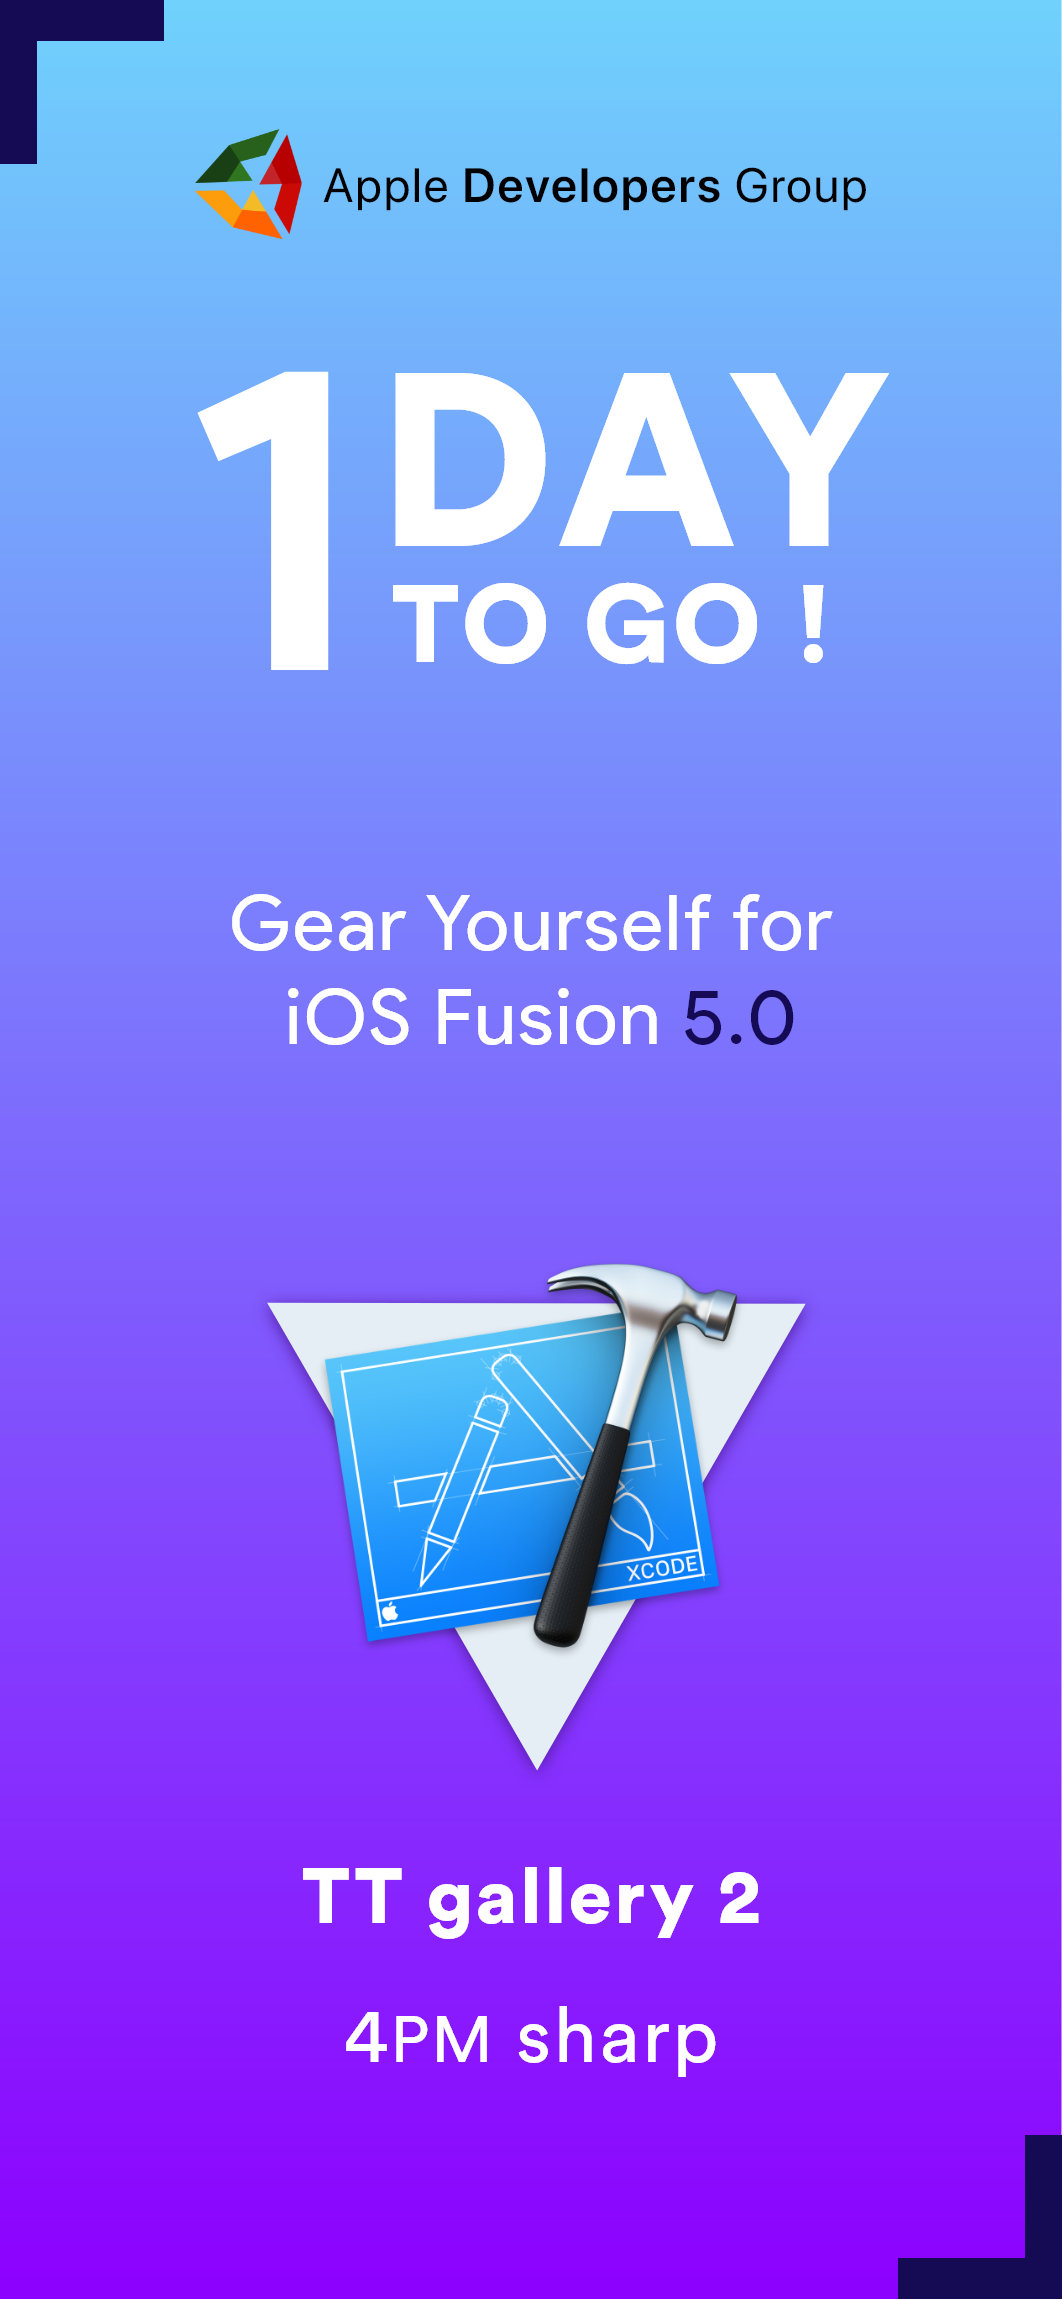 Apple Developers Group
1 DAY
TO GO !
Gear Yourself for
iOS Fusion 5.0
XCODE
TT gallery 2
4PM sharp